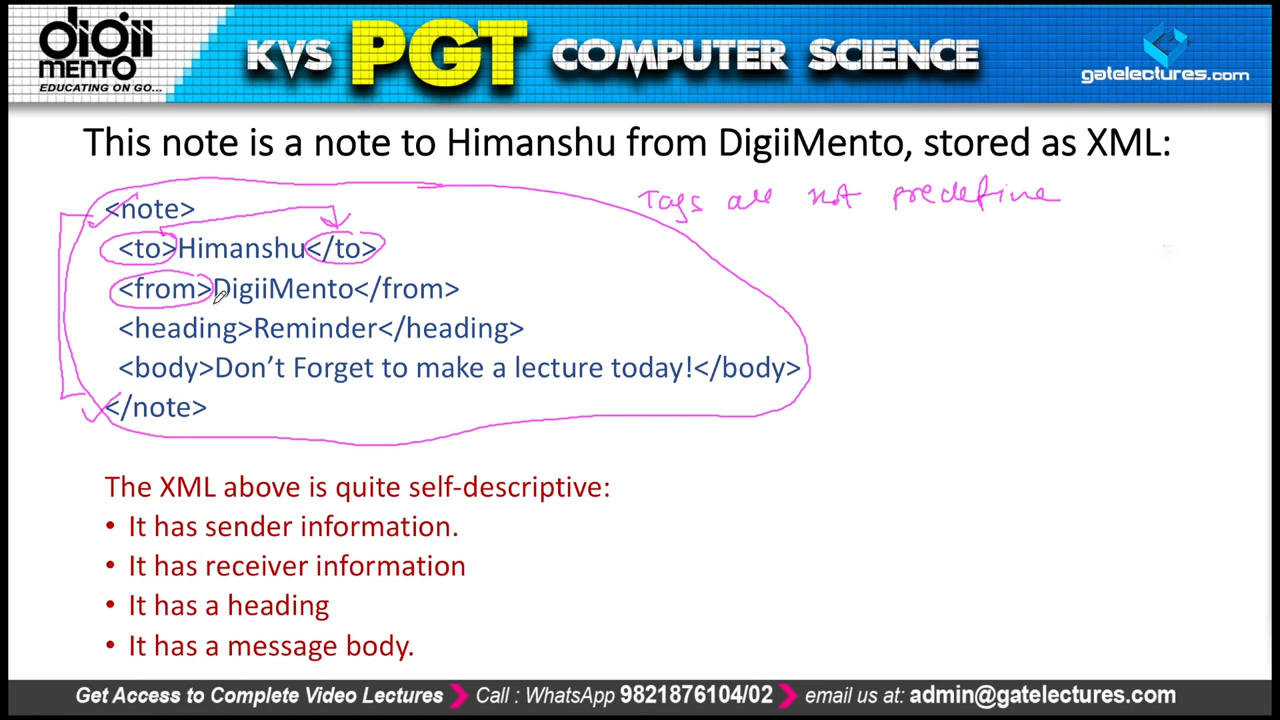 digii
mento
EDUCATING ON GO...
KVS PGT COMPUTER SCIENCE
gatelectures.com
This note is a note to Himanshu from DigiiMento, stored as XML:
Tags are not predefine
<note>
<to>Himanshu</to>
<from>DigiiMento</from>
<heading>Reminder</heading>
<body>Don’t Forget to make a lecture today!</body>
</note>
The XML above is quite self-descriptive:
• It has sender information.
• It has receiver information
• It has a heading
• It has a message body.
Get Access to Complete Video Lectures Call : WhatsApp 9821876104/02 email us at: admin@gatelectures.com